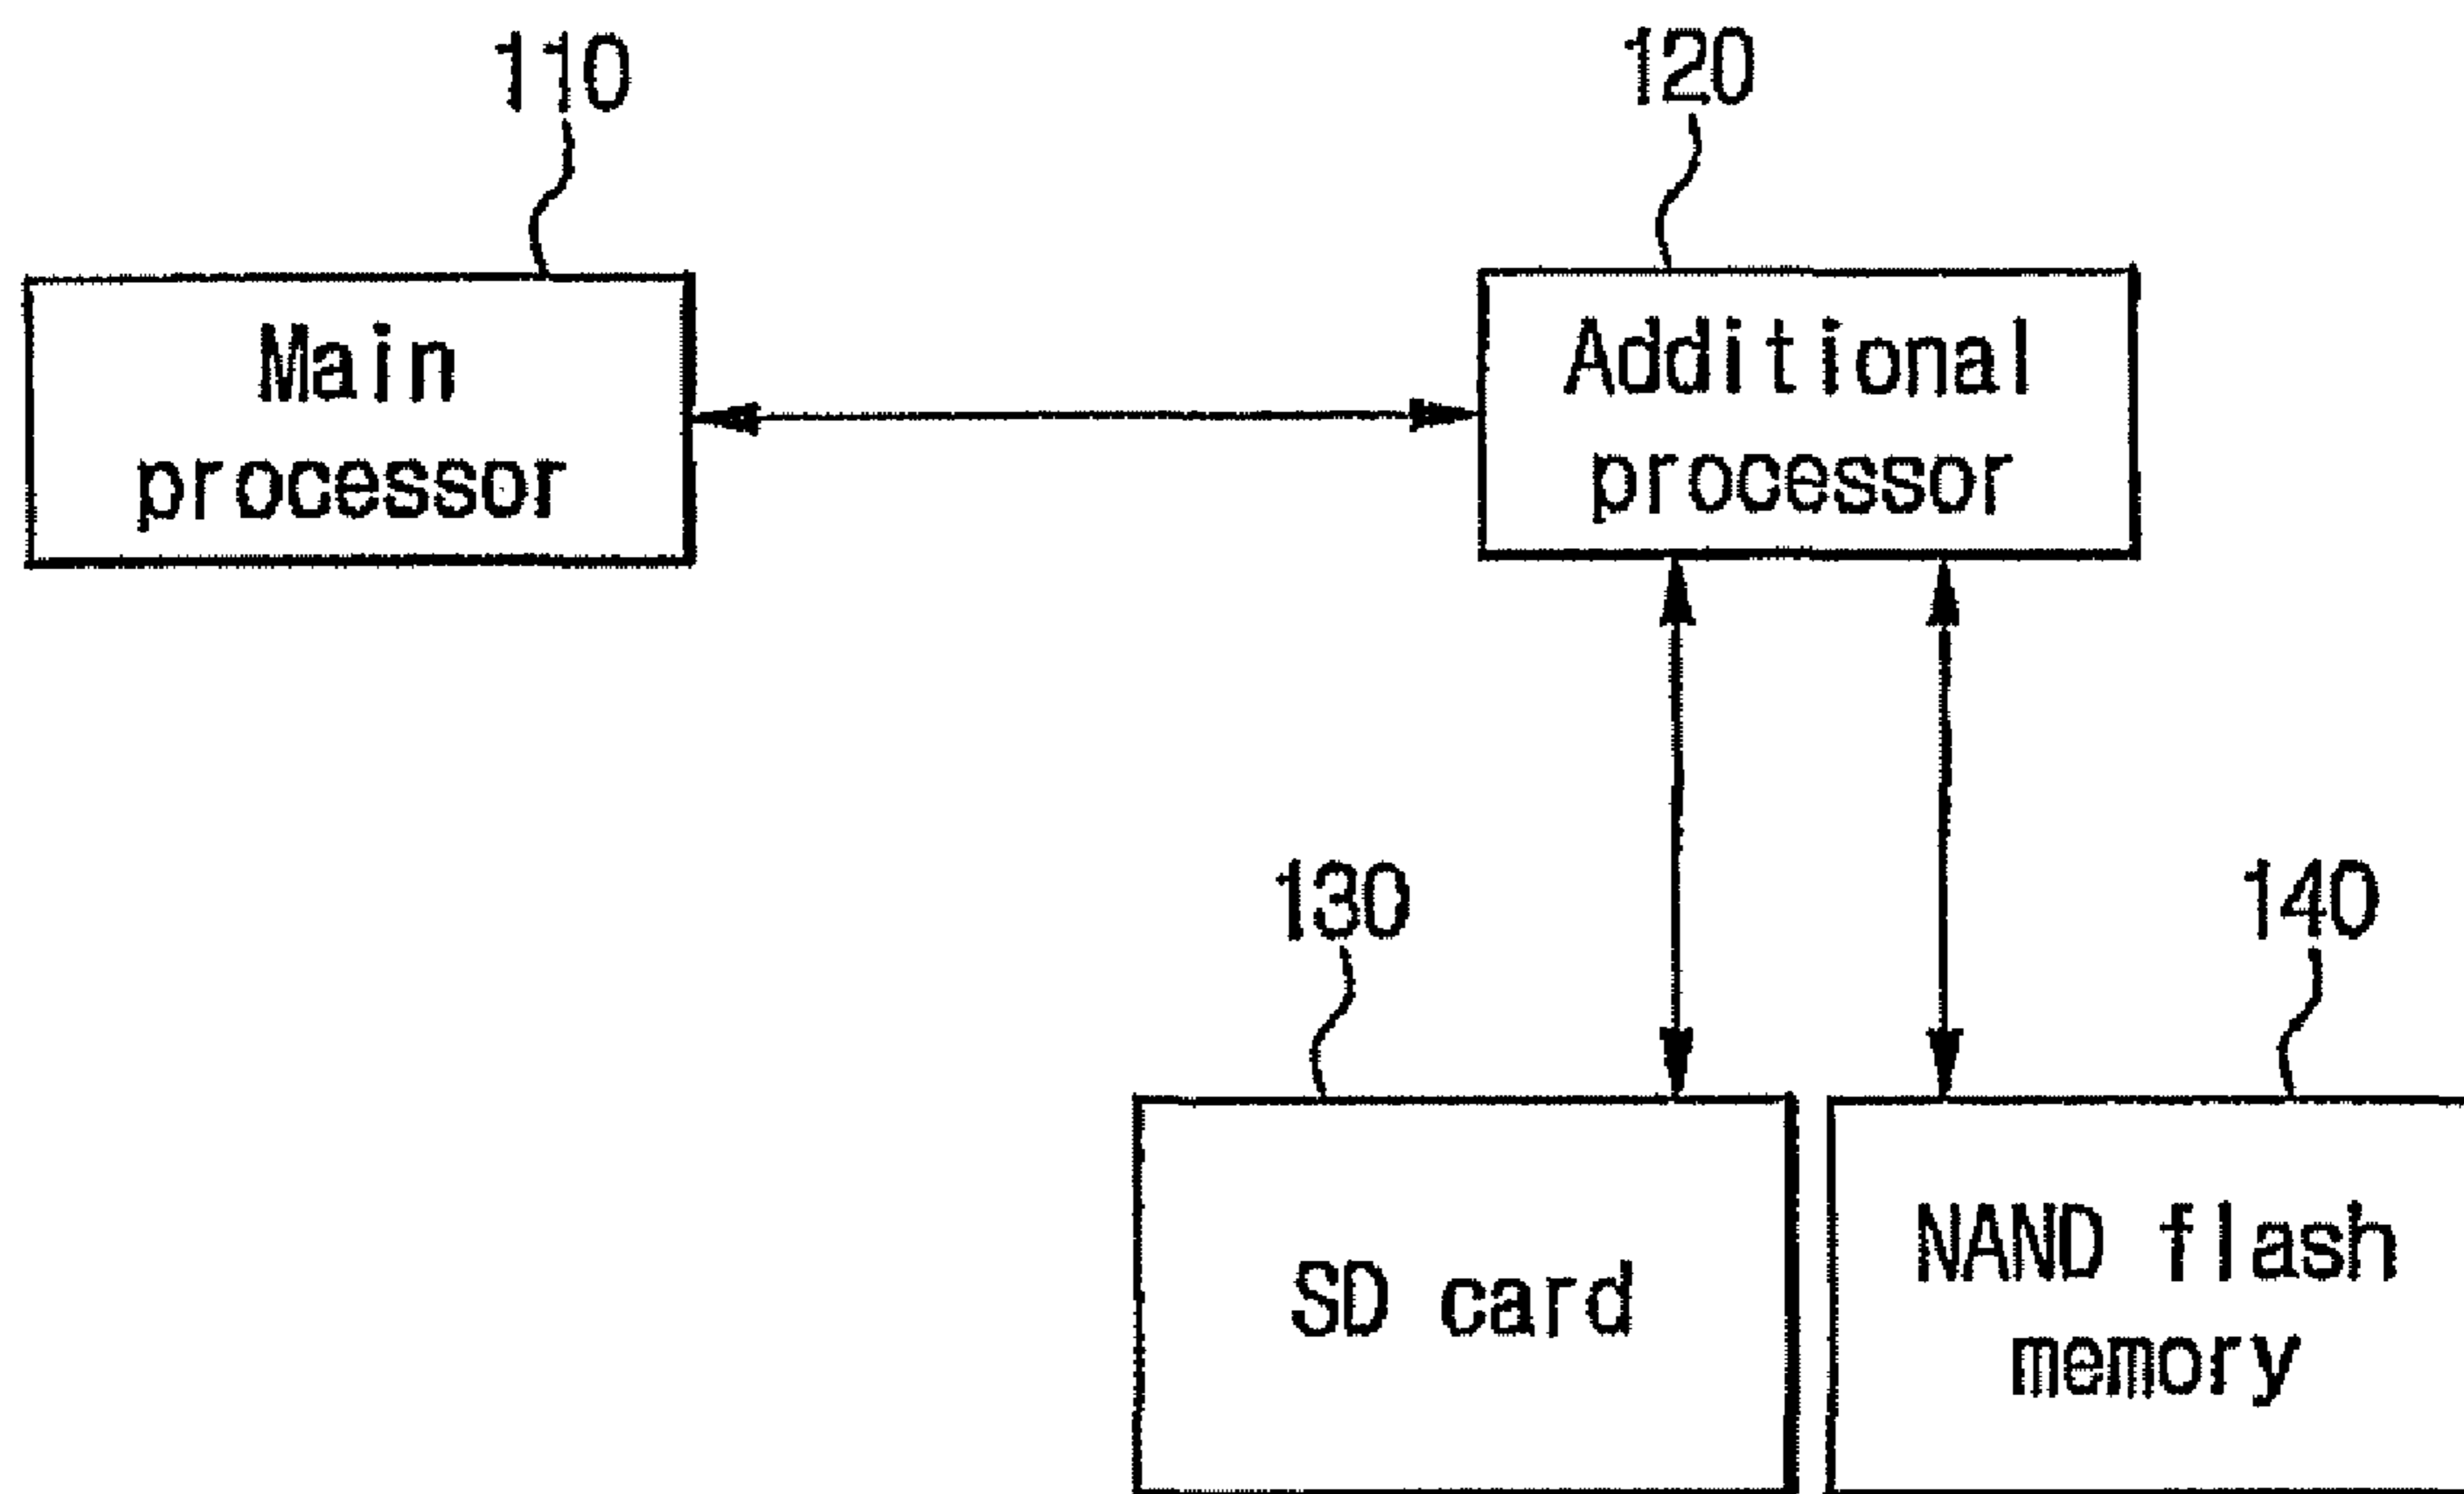 110
120
Main
processor
Additional
processor
130
140
SD card
NAND flash
memory